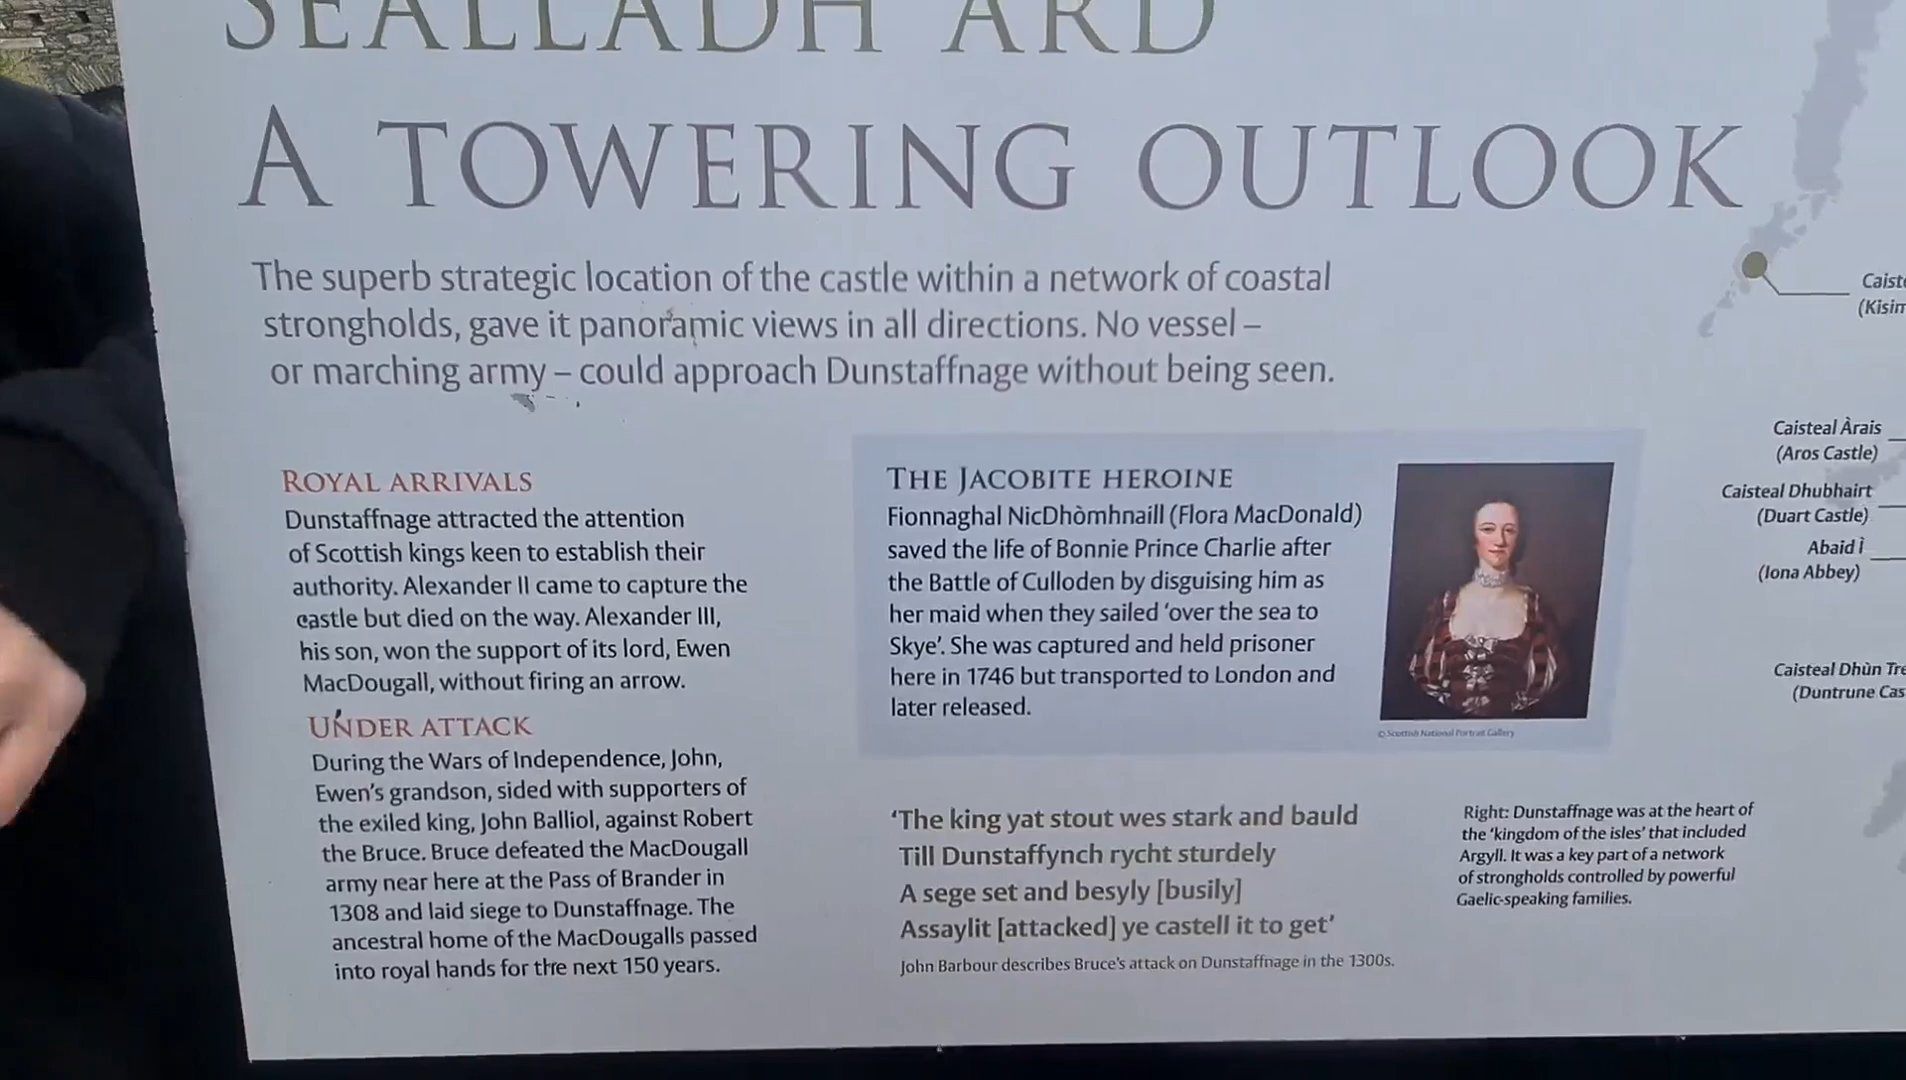 SEALLADH ARD
A TOWERING OUTLOOK
The superb strategic location of the castle within a network of coastal
strongholds, gave it panoramic views in all directions. No vessel –
or marching army – could approach Dunstaffnage without being seen.
ROYAL ARRIVALS
Dunstaffnage attracted the attention
of Scottish kings keen to establish their
authority. Alexander II came to capture the
castle but died on the way. Alexander III,
his son, won the support of its lord, Ewen
MacDougall, without firing an arrow.
UNDER ATTACK
During the Wars of Independence, John,
Ewen's grandson, sided with supporters of
the exiled king, John Balliol, against Robert
the Bruce. Bruce defeated the MacDougall
army near here at the Pass of Brander in
1308 and laid siege to Dunstaffnage. The
ancestral home of the MacDougalls passed
into royal hands for the next 150 years.
THE JACOBITE HEROINE
Fionnaghal NicDhòmhnaill (Flora MacDonald)
saved the life of Bonnie Prince Charlie after
the Battle of Culloden by disguising him as
her maid when they sailed 'over the sea to
Skye'. She was captured and held prisoner
here in 1746 but transported to London and
later released.
© Scottish National Portrait Gallery
'The king yat stout wes stark and bauld
Till Dunstaffynch rycht sturdely
A sege set and besyly [busily]
Assaylit [attacked] ye castell it to get'
John Barbour describes Bruce's attack on Dunstaffnage in the 1300s.
Right: Dunstaffnage was at the heart of
the 'kingdom of the isles' that included
Argyll. It was a key part of a network
of strongholds controlled by powerful
Gaelic-speaking families.
Caiste
(Kisim
Caisteal Àrais
(Aros Castle)
Caisteal Dhubhairt
(Duart Castle)
Abaid Ì
(Iona Abbey)
Caisteal Dhùn Tre
(Duntrune Cas